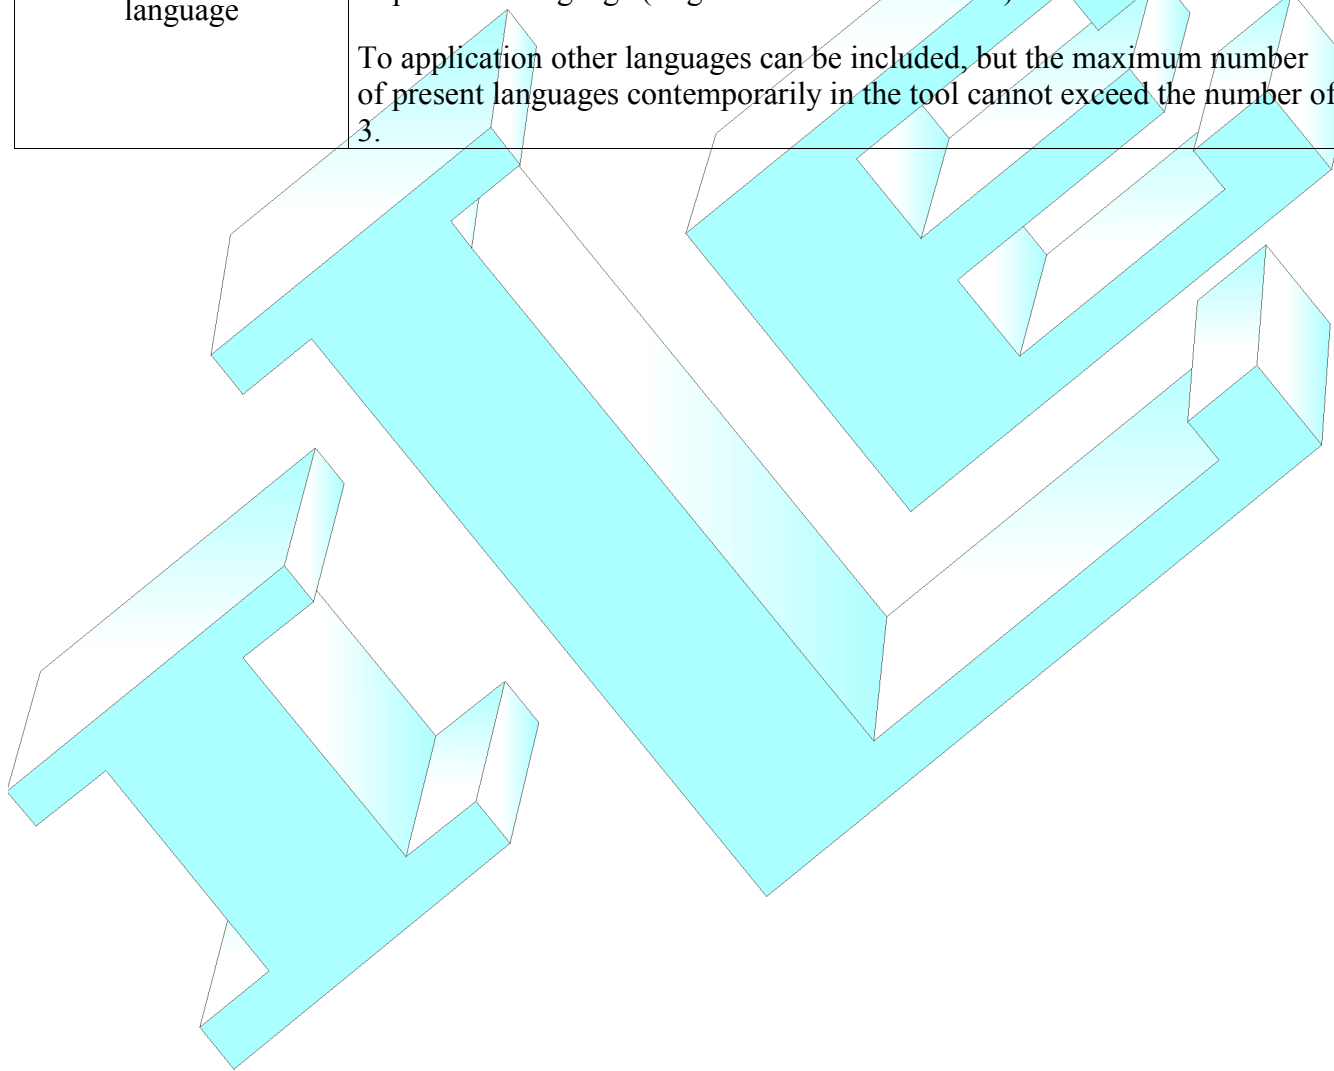 language
To application other languages can be included, but the maximum number
of present languages contemporarily in the tool cannot exceed the number of
3.